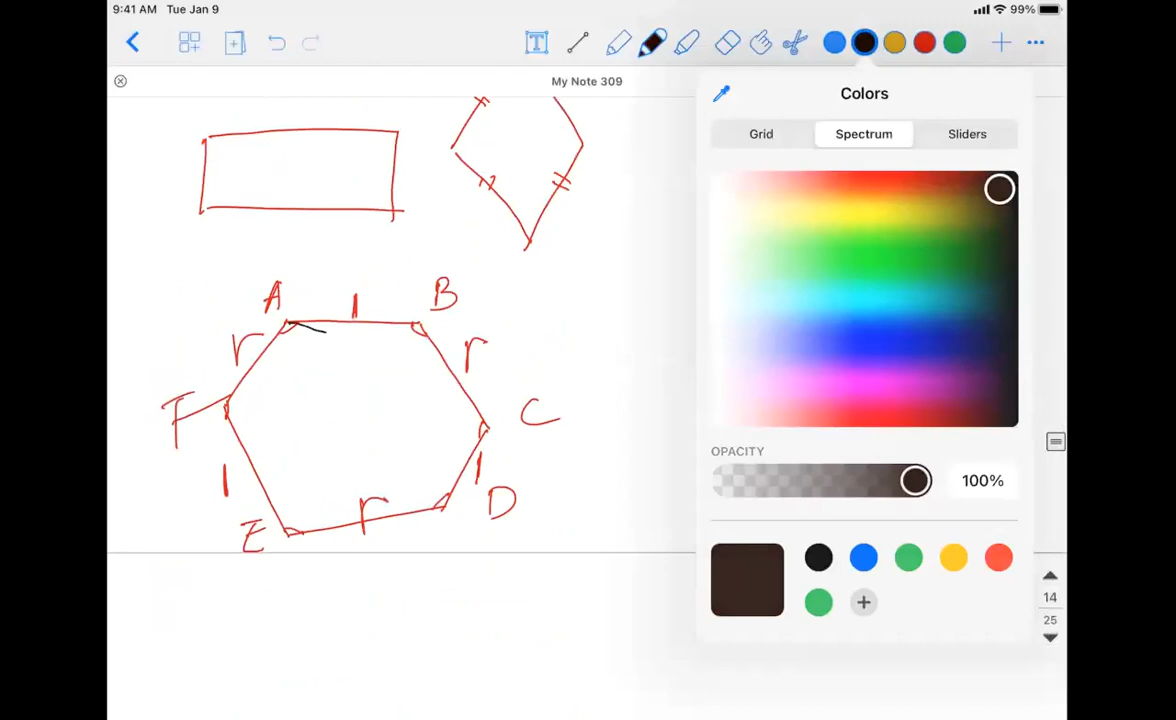 9:41 AM Tue Jan 9
99%
T
My Note 309
Colors
Grid
Spectrum
Sliders
A
1
B
r
r
F
C
OPACITY
1
1
100%
r
D
E
14
25